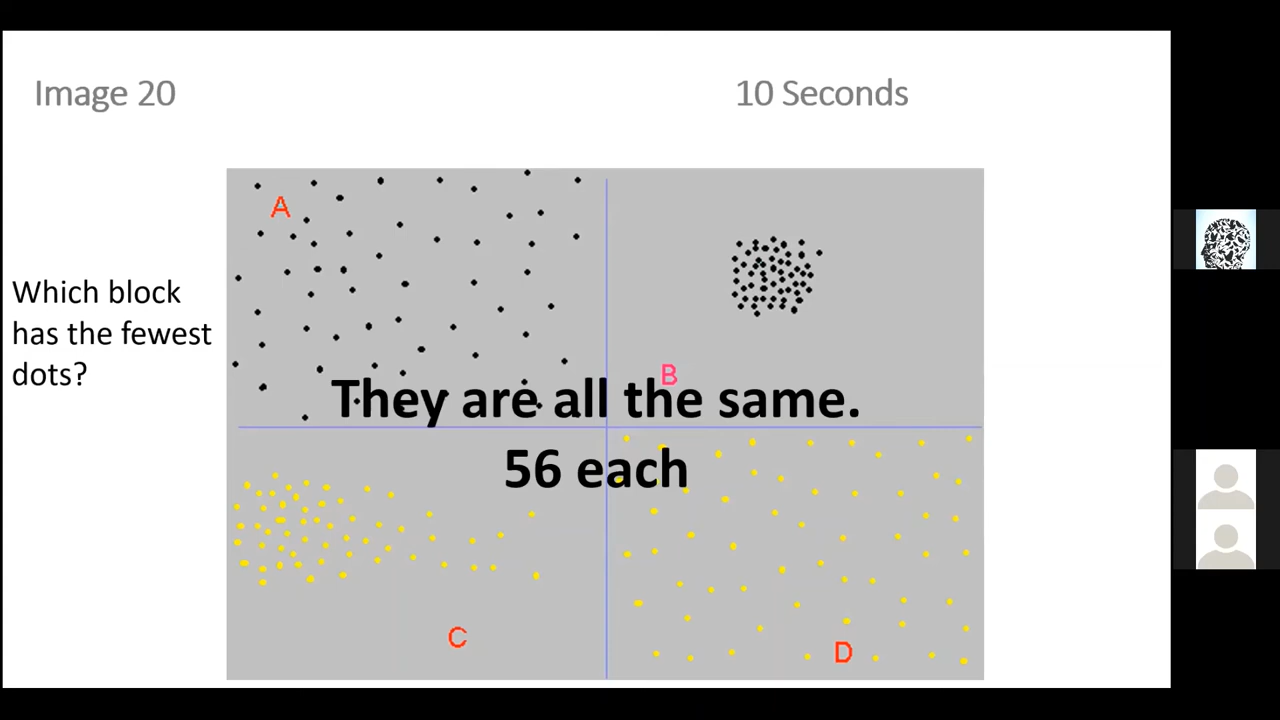 Image 20
10 Seconds
A
Which block
has the fewest
dots?
B
They are all the same.
56 each
C
D